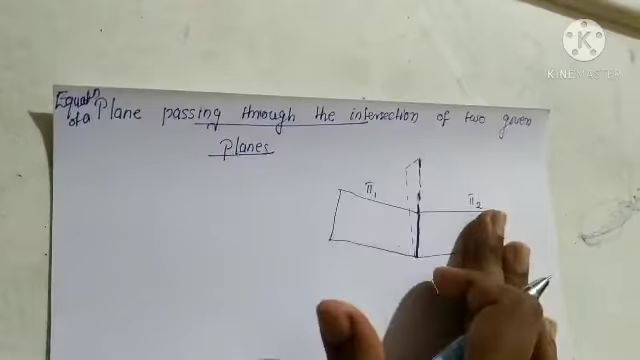 Equatn of a Plane passing through the intersection of two given
Planes
π₁
π₂
K
KINEMASTER